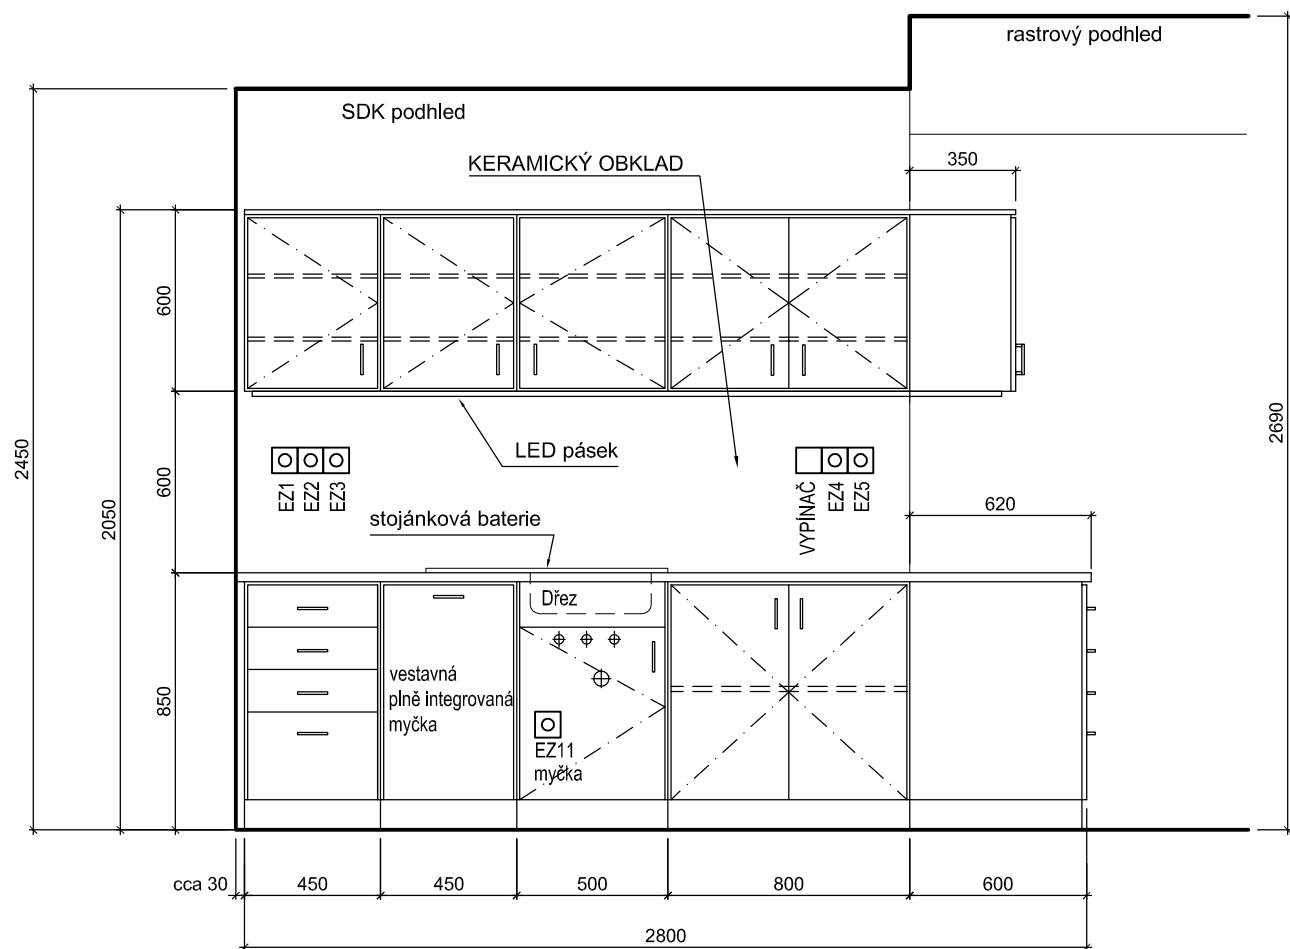 rastrový podhled
SDK podhled
KERAMICKÝ OBKLAD
350
600
2450
2050
600
2690
LED pásek
EZ1
EZ2
EZ3
VYPÍNAČ
EZ4
EZ5
620
stojánková baterie
Dřez
850
vestavná
plně integrovaná
myčka
EZ11
myčka
cca 30
450
450
500
800
600
2800